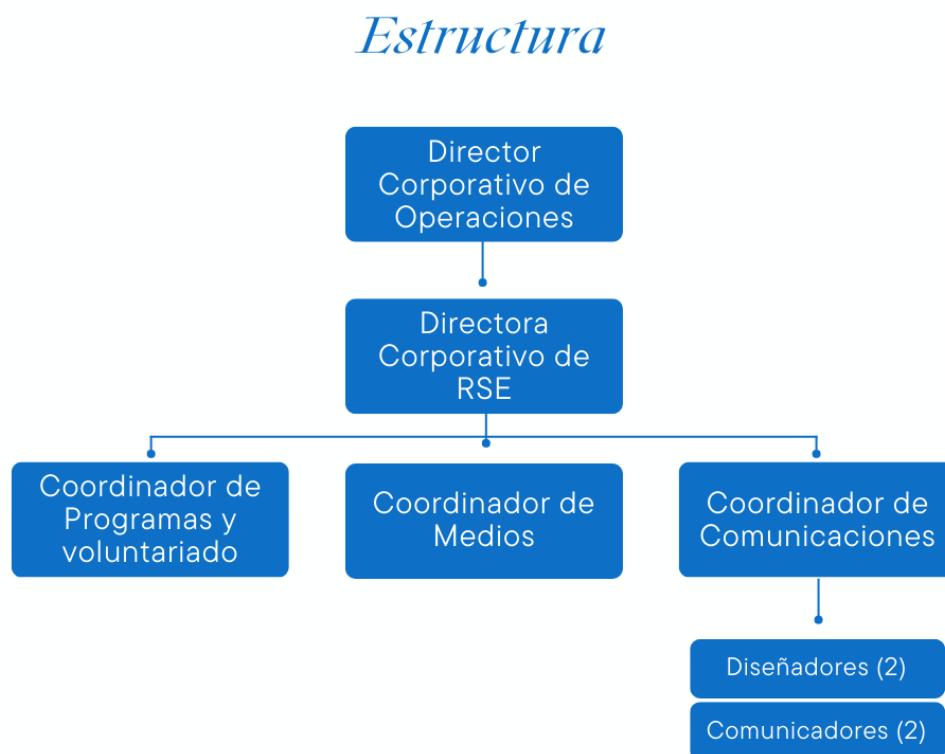 Estructura
Director
Corporativo de
Operaciones
Directora
Corporativo de
RSE
Coordinador de
Programas y
voluntariado
Coordinador de
Medios
Coordinador de
Comunicaciones
Diseñadores (2)
Comunicadores (2)